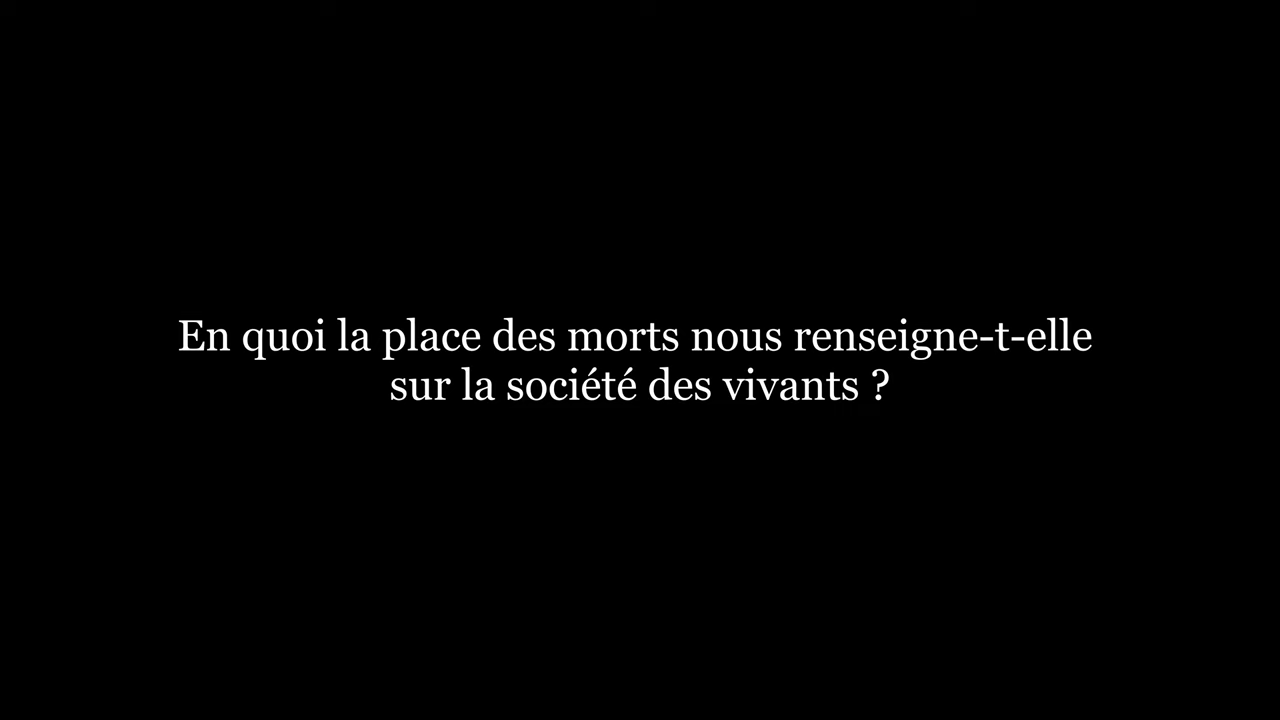 En quoi la place des morts nous renseigne-t-elle
sur la société des vivants ?